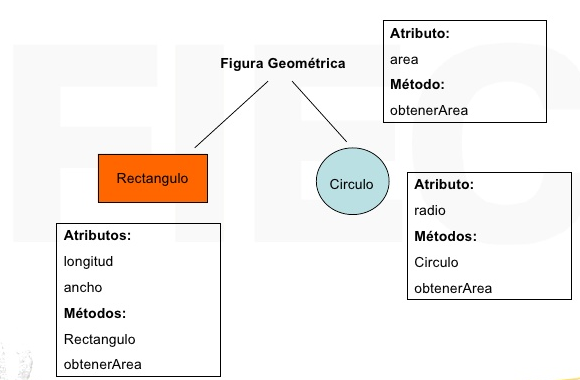 Figura Geométrica
Atributo:
area
Método:
obtenerArea
Rectangulo
Circulo
Atributos:
longitud
ancho
Métodos:
Rectangulo
obtenerArea
Atributo:
radio
Métodos:
Circulo
obtenerArea
FIEC